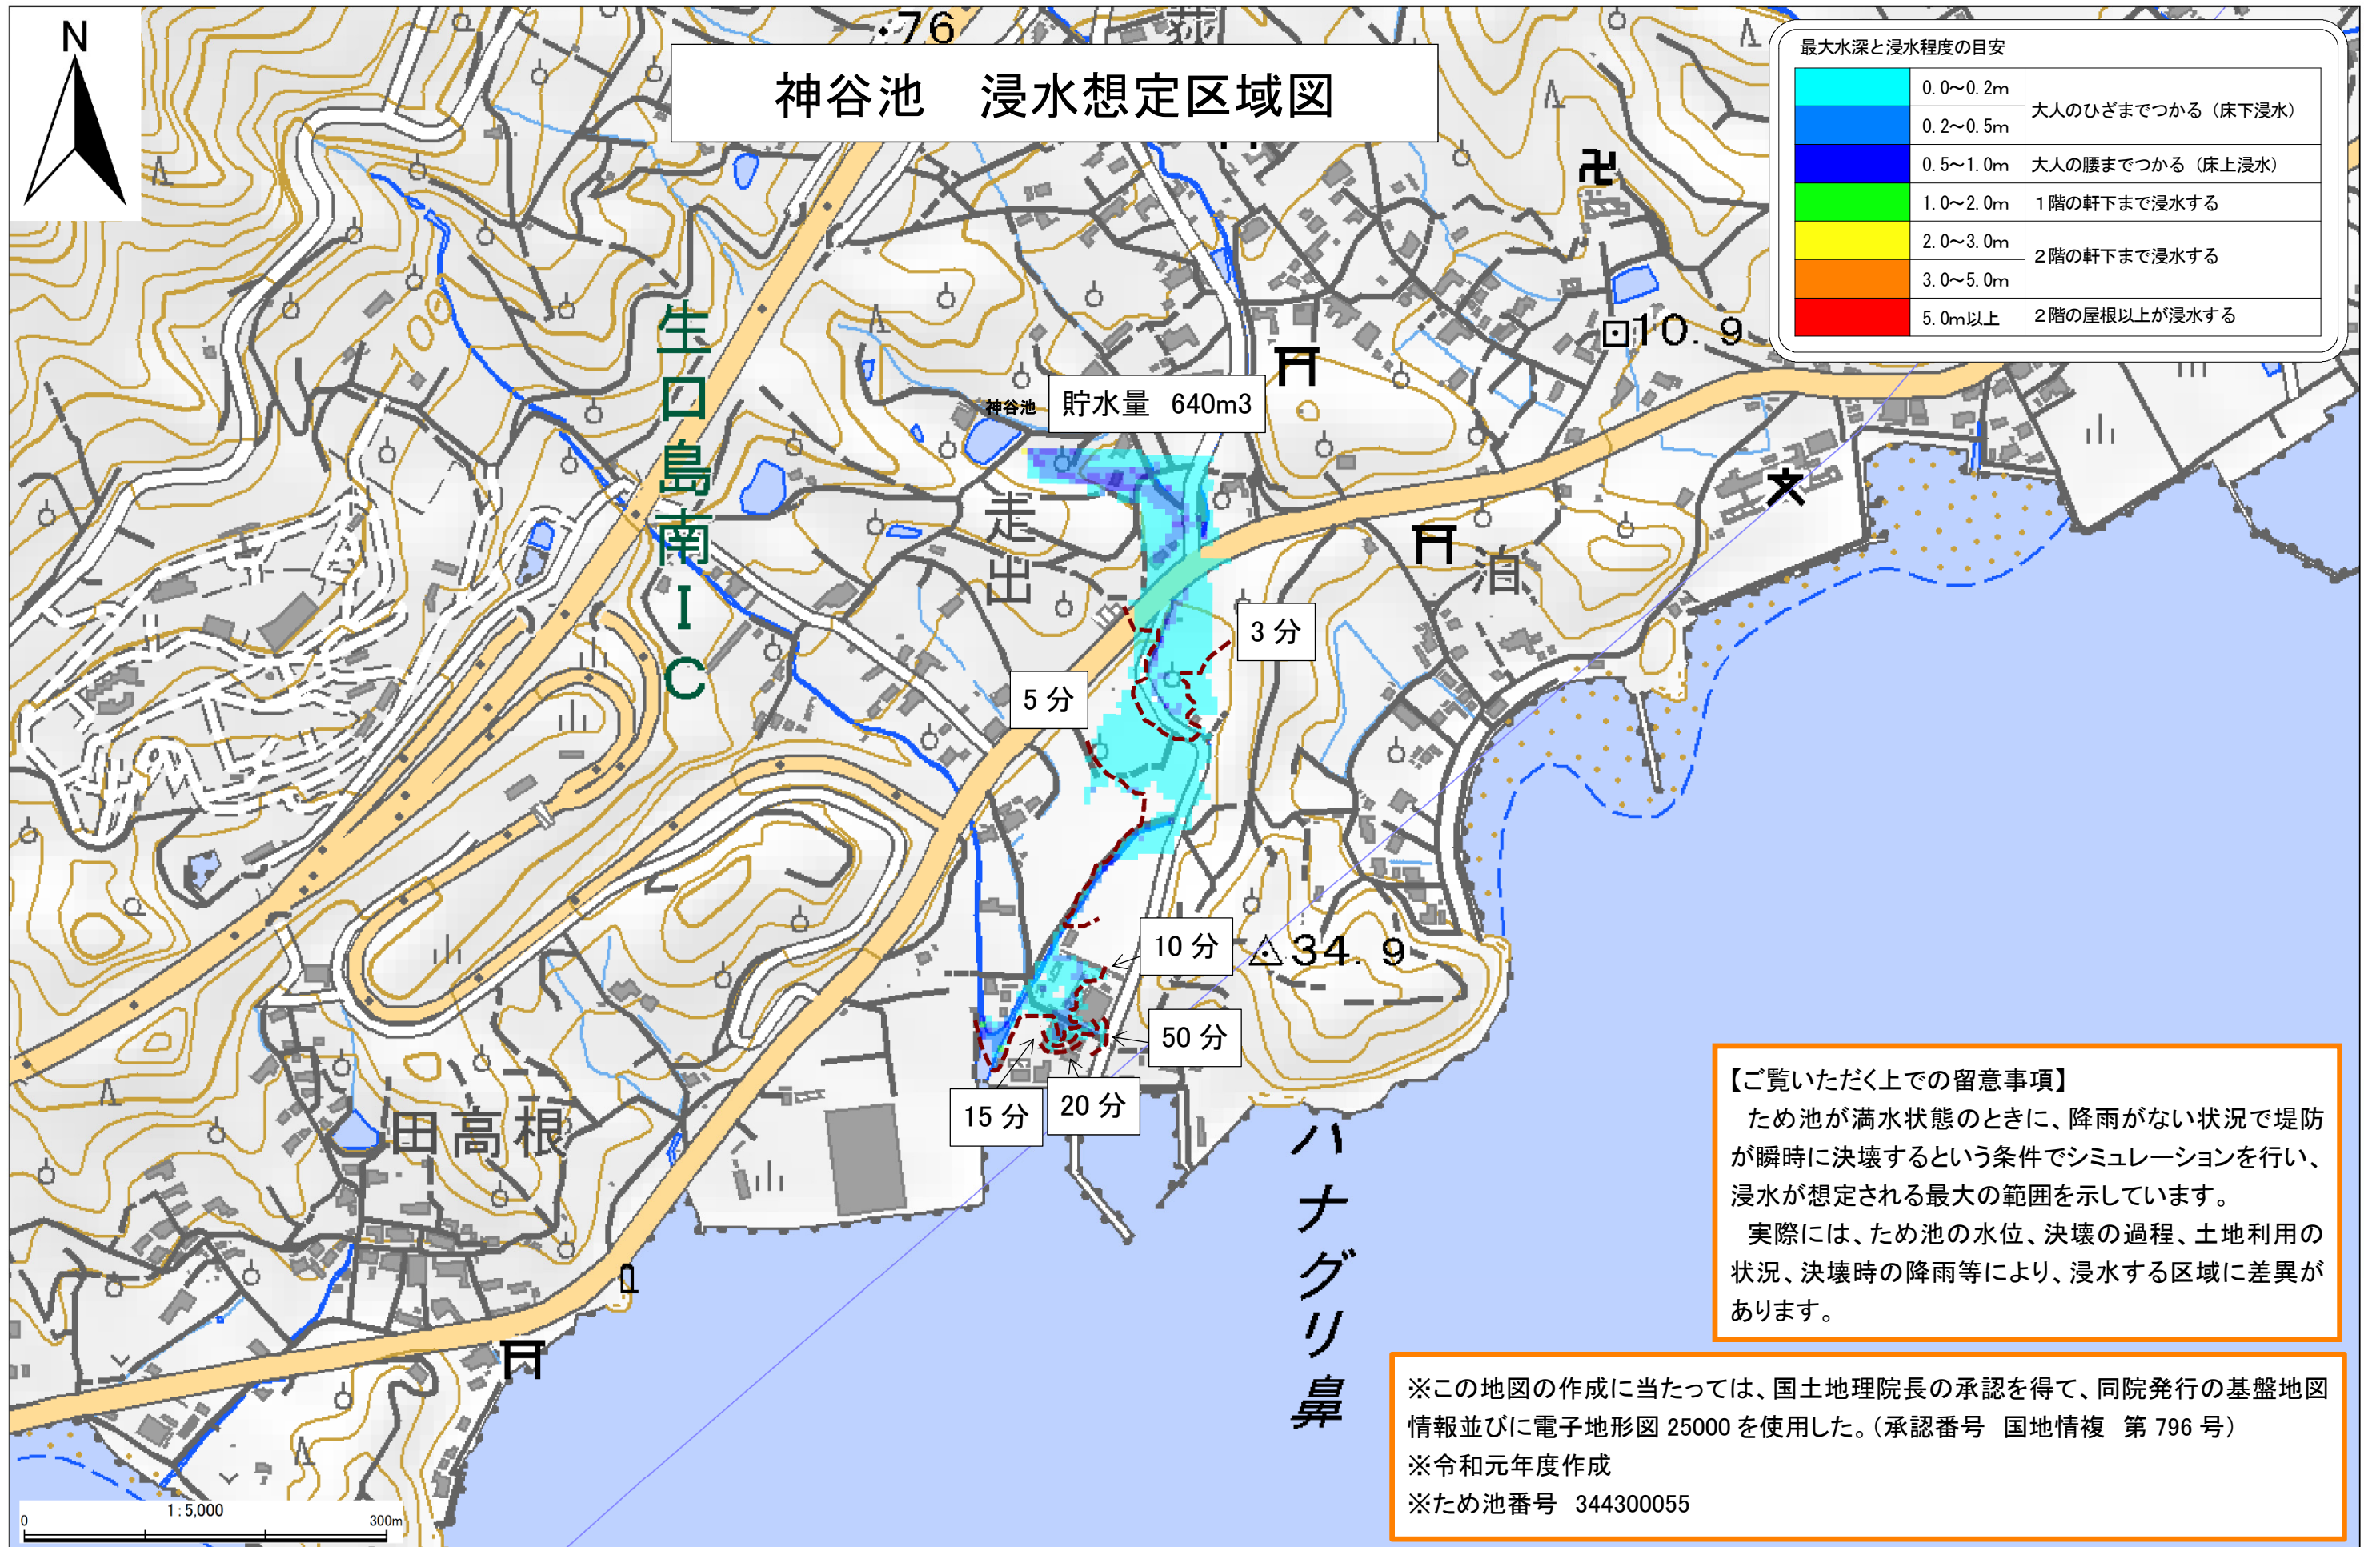 N
76
神谷池 浸水想定区域図
最大水深と浸水程度の目安
0.0～0.2m
大人のひざまでつかる（床下浸水）
0.2～0.5m
0.5～1.0m
大人の腰までつかる（床上浸水）
1.0～2.0m
1階の軒下まで浸水する
2.0～3.0m
2階の軒下まで浸水する
3.0～5.0m
5.0m以上
2階の屋根以上が浸水する
10.9
100
生口島南IC
神谷池
貯水量 640m3
走出
泊
3分
5分
10分
34.9
50分
15分
20分
田高根
ハナグリ鼻
【ご覧いただく上での留意事項】
ため池が満水状態のときに、降雨がない状況で堤防
が瞬時に決壊するという条件でシミュレーションを行い、
浸水が想定される最大の範囲を示しています。
実際には、ため池の水位、決壊の過程、土地利用の
状況、決壊時の降雨等により、浸水する区域に差異が
あります。
※この地図の作成に当たっては、国土地理院長の承認を得て、同院発行の基盤地図
情報並びに電子地形図25000を使用した。（承認番号 国地情複 第796号）
※令和元年度作成
※ため池番号 344300055
1:5,000
0
300m